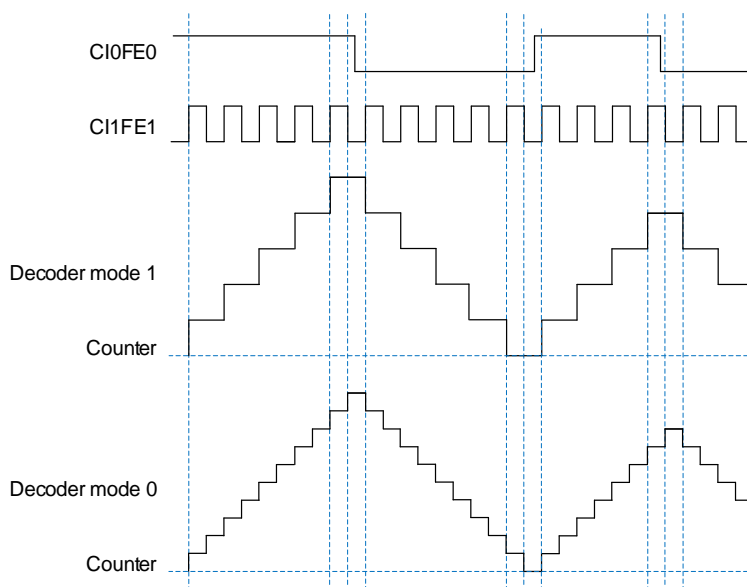 CI0FE0
CI1FE1
Decoder mode 1
Counter
Decoder mode 0
Counter